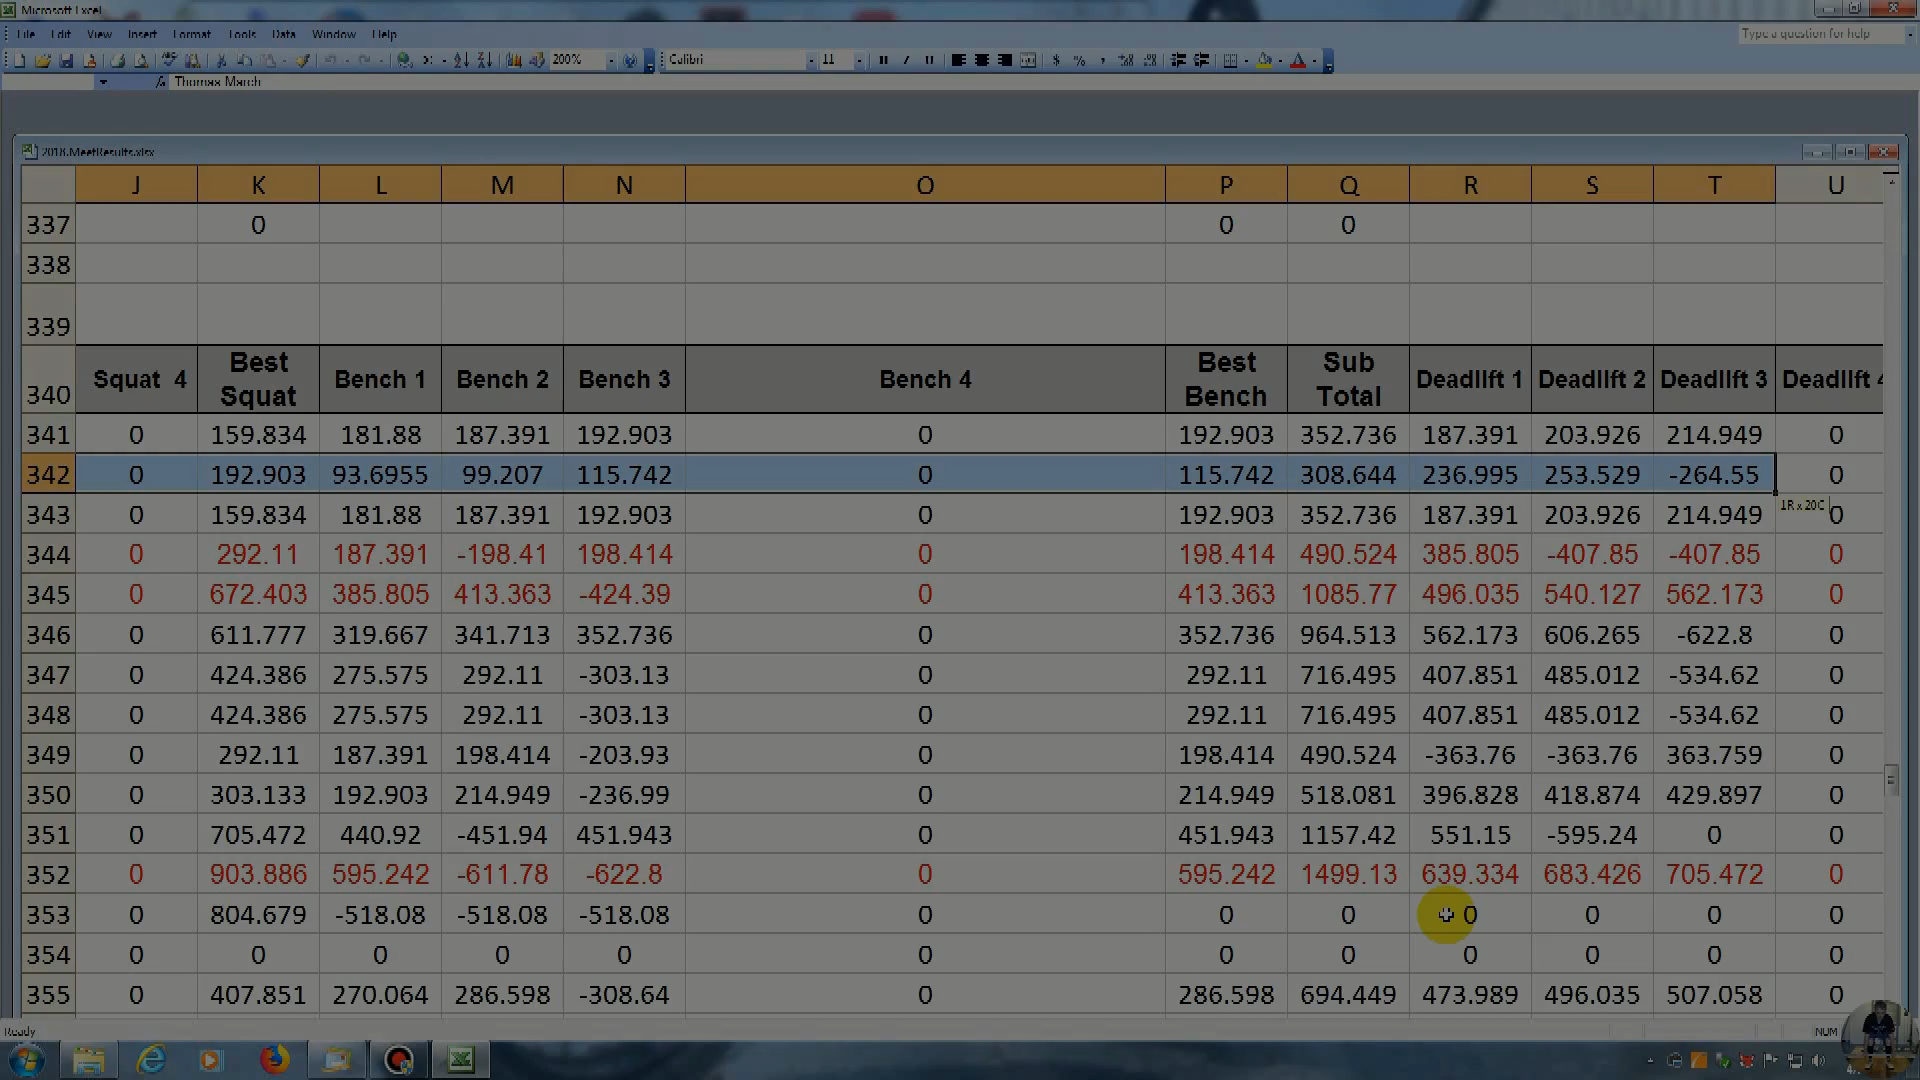 Microsoft Excel
File Edit View Insert Format Tools Data Window Help Type a question for help
200% Calibri 11 B I U $ % ,
fx Thomas March
2018.MeetResults.xlsx
J K L M N O P Q R S T U
337 0 0 0
338
339
340 Squat 4 Best Squat Bench 1 Bench 2 Bench 3 Bench 4 Best Bench Sub Total Deadlift 1 Deadlift 2 Deadlift 3 Deadlift 4
341 0 159.834 181.88 187.391 192.903 0 192.903 352.736 187.391 203.926 214.949 0
342 0 192.903 93.6955 99.207 115.742 0 115.742 308.644 236.995 253.529 -264.55 0
1R x 20C
343 0 159.834 181.88 187.391 192.903 0 192.903 352.736 187.391 203.926 214.949 0
344 0 292.11 187.391 -198.41 198.414 0 198.414 490.524 385.805 -407.85 -407.85 0
345 0 672.403 385.805 413.363 -424.39 0 413.363 1085.77 496.035 540.127 562.173 0
346 0 611.777 319.667 341.713 352.736 0 352.736 964.513 562.173 606.265 -622.8 0
347 0 424.386 275.575 292.11 -303.13 0 292.11 716.495 407.851 485.012 -534.62 0
348 0 424.386 275.575 292.11 -303.13 0 292.11 716.495 407.851 485.012 -534.62 0
349 0 292.11 187.391 198.414 -203.93 0 198.414 490.524 -363.76 -363.76 363.759 0
350 0 303.133 192.903 214.949 -236.99 0 214.949 518.081 396.828 418.874 429.897 0
351 0 705.472 440.92 -451.94 451.943 0 451.943 1157.42 551.15 -595.24 0 0
352 0 903.886 595.242 -611.78 -622.8 0 595.242 1499.13 639.334 683.426 705.472 0
353 0 804.679 -518.08 -518.08 -518.08 0 0 0 0 0 0 0
354 0 0 0 0 0 0 0 0 0 0 0 0
355 0 407.851 270.064 286.598 -308.64 0 286.598 694.449 473.989 496.035 507.058 0
Ready NUM